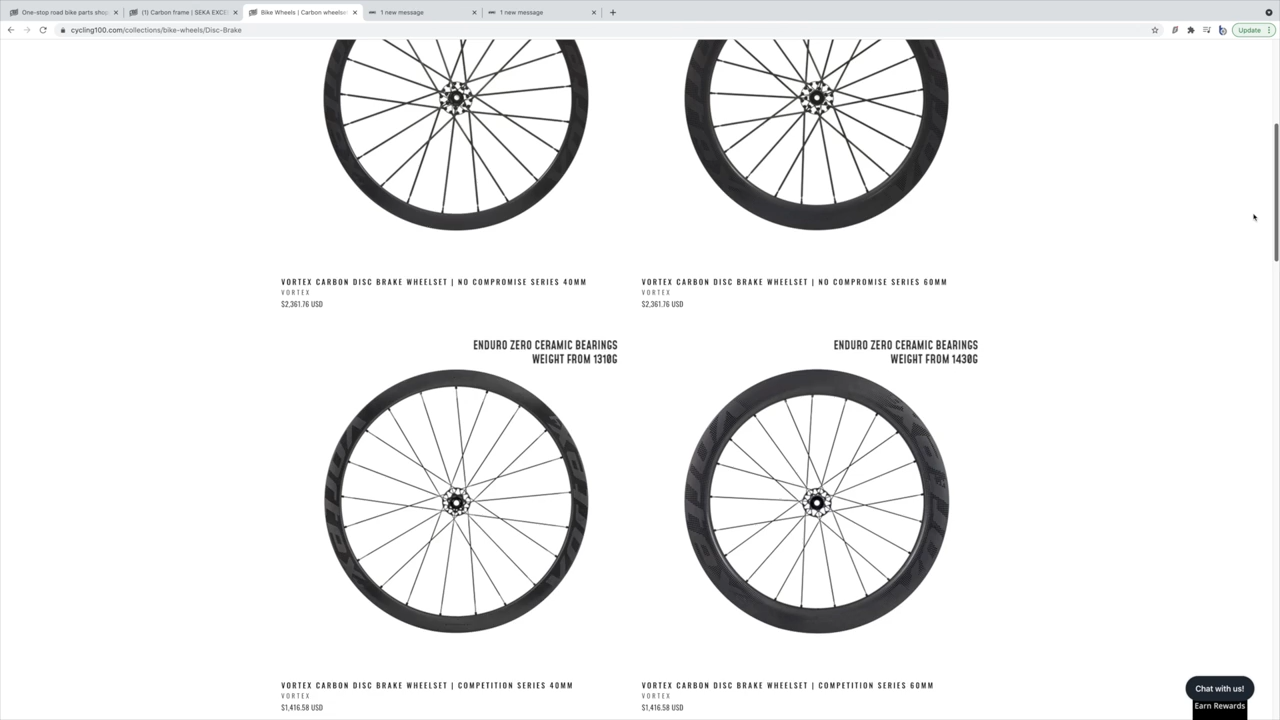 One-stop road bike parts shop
(1) Carbon frame | SEKA EXCE
Bike Wheels | Carbon wheelset
1 new message
1 new message
cycling100.com/collections/bike-wheels/Disc-Brake
Update
VORTEX CARBON DISC BRAKE WHEELSET | NO COMPROMISE SERIES 40MM
VORTEX
$2,361.76 USD
VORTEX CARBON DISC BRAKE WHEELSET | NO COMPROMISE SERIES 60MM
VORTEX
$2,361.76 USD
ENDURO ZERO CERAMIC BEARINGS
WEIGHT FROM 1310G
ENDURO ZERO CERAMIC BEARINGS
WEIGHT FROM 1430G
VORTEX CARBON DISC BRAKE WHEELSET | COMPETITION SERIES 40MM
VORTEX
$1,416.58 USD
VORTEX CARBON DISC BRAKE WHEELSET | COMPETITION SERIES 60MM
VORTEX
$1,416.58 USD
Chat with us!
Earn Rewards